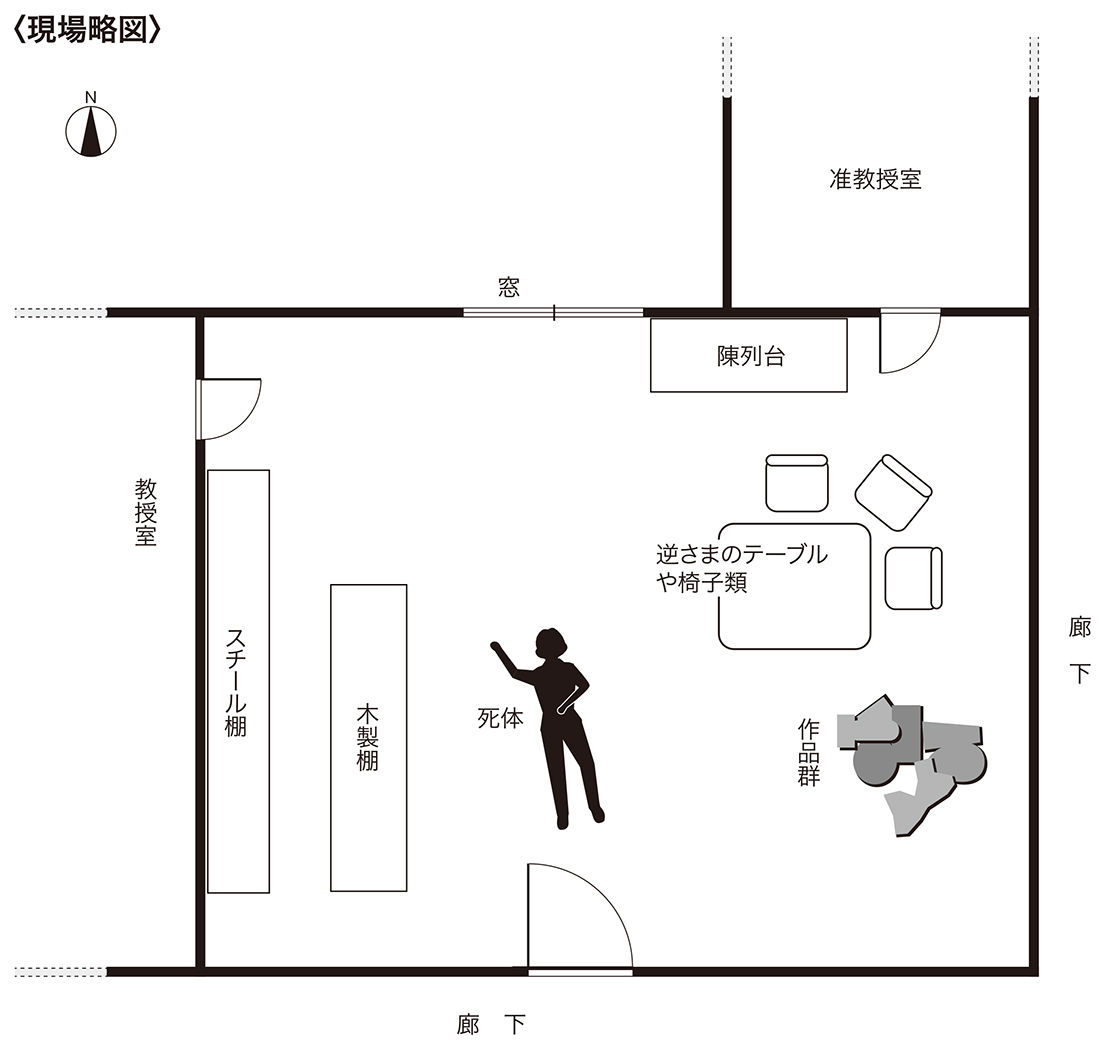 〈現場略図〉
N
准教授室
窓
陳列台
教授室
逆さまのテーブル
や椅子類
廊下
スチール棚
木製棚
死体
作品群
廊下